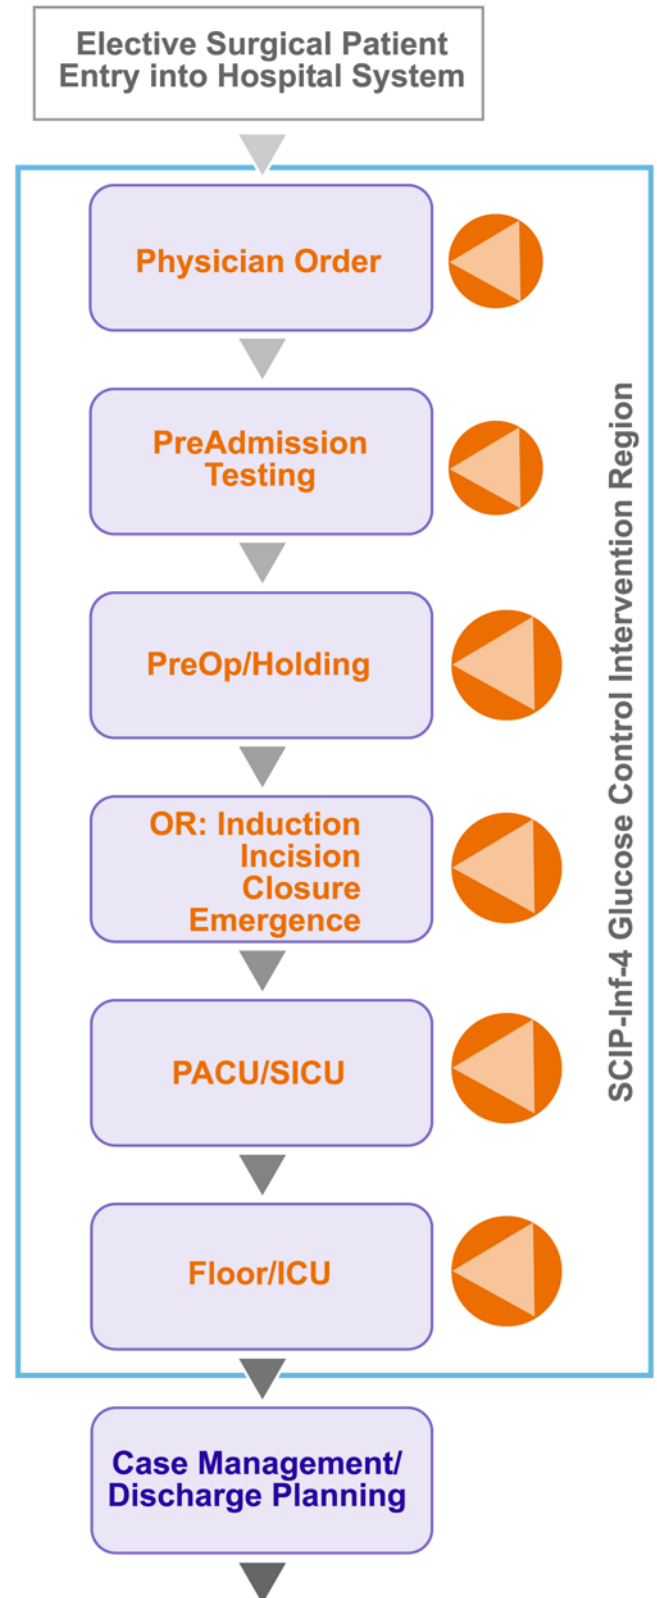 Elective Surgical Patient
Entry into Hospital System
Physician Order
PreAdmission
Testing
PreOp/Holding
OR: Induction
Incision
Closure
Emergence
PACU/SICU
Floor/ICU
SCIP-Inf-4 Glucose Control Intervention Region
Case Management/
Discharge Planning